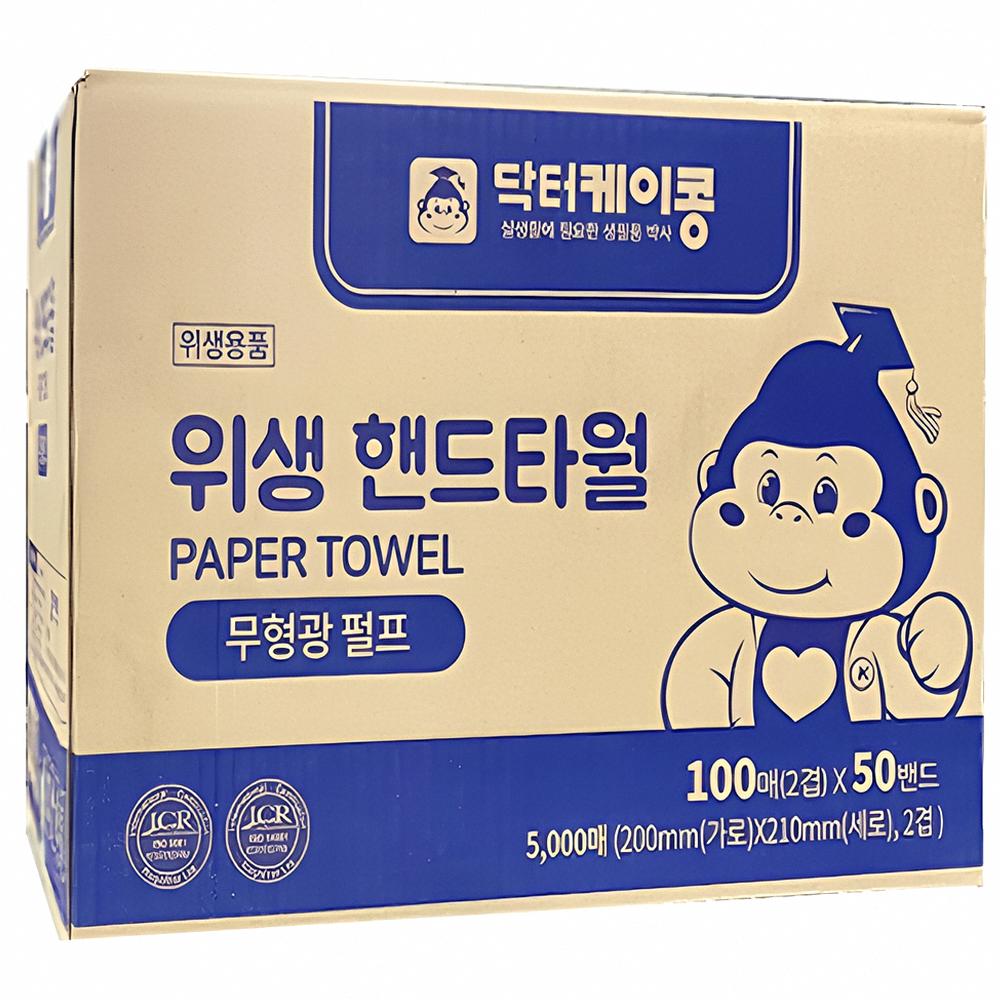 닥터케이콩
위생용품
위생 핸드타월
PAPER TOWEL
무형광 펄프
K
100매(2겹) X 50밴드
5,000매 (200mm(가로)X210mm(세로), 2겹)
ICR
ICR